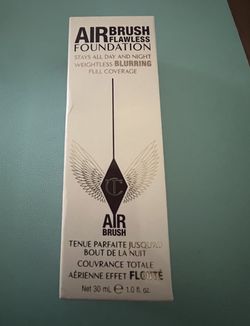 AIRBRUSH
FLAWLESS
FOUNDATION
STAYS ALL DAY AND NIGHT
WEIGHTLESS BLURRING
FULL COVERAGE
CT
AIR
BRUSH
TENUE PARFAITE JUSQU'AU
BOUT DE LA NUIT
COUVRANCE TOTALE
AÉRIENNE EFFET FLOUTÉ
Net 30 mL e 1.0 fl. oz.